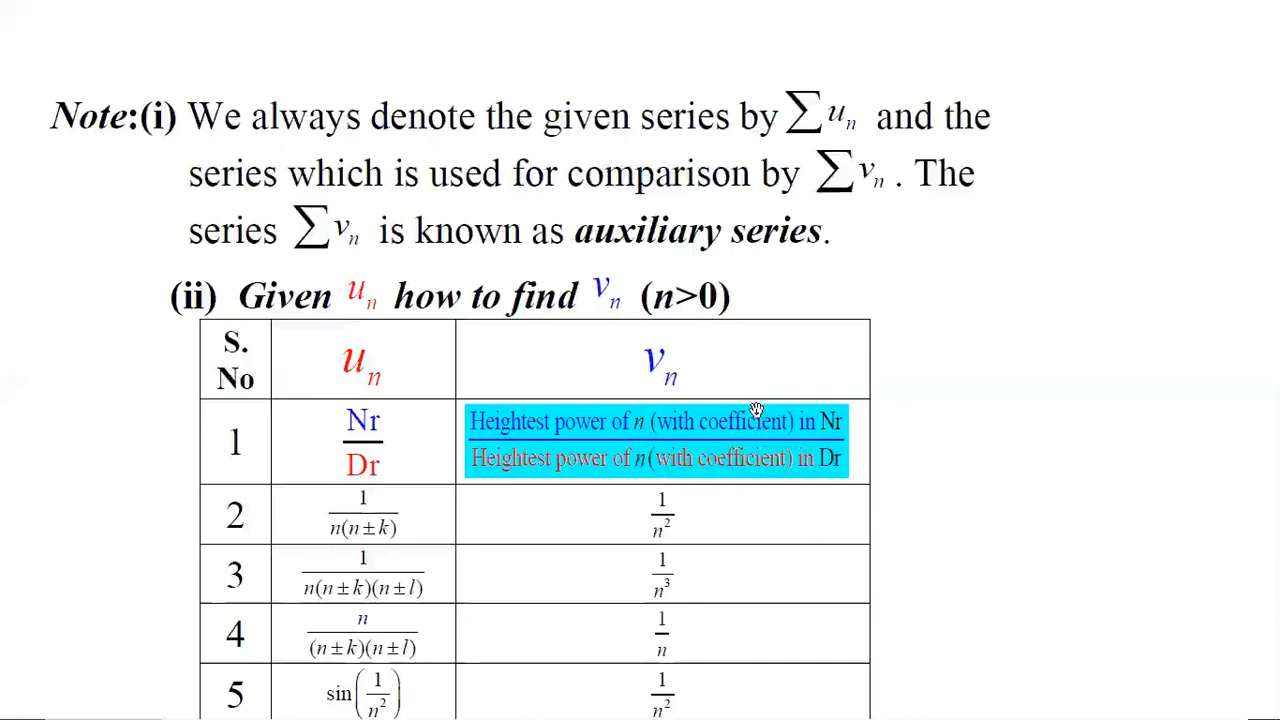 Note:(i) We always denote the given series by ∑uₙ and the
series which is used for comparison by ∑vₙ. The
series ∑vₙ is known as auxiliary series.
(ii) Given uₙ how to find vₙ (n>0)
S. No | uₙ | vₙ
1 | Nr/Dr | Heightest power of n (with coefficient) in Nr / Heightest power of n(with coefficient) in Dr
2 | 1/(n(n±k)) | 1/n²
3 | 1/(n(n±k)(n±l)) | 1/n³
4 | n/((n±k)(n±l)) | 1/n
5 | sin(1/n²) | 1/n²